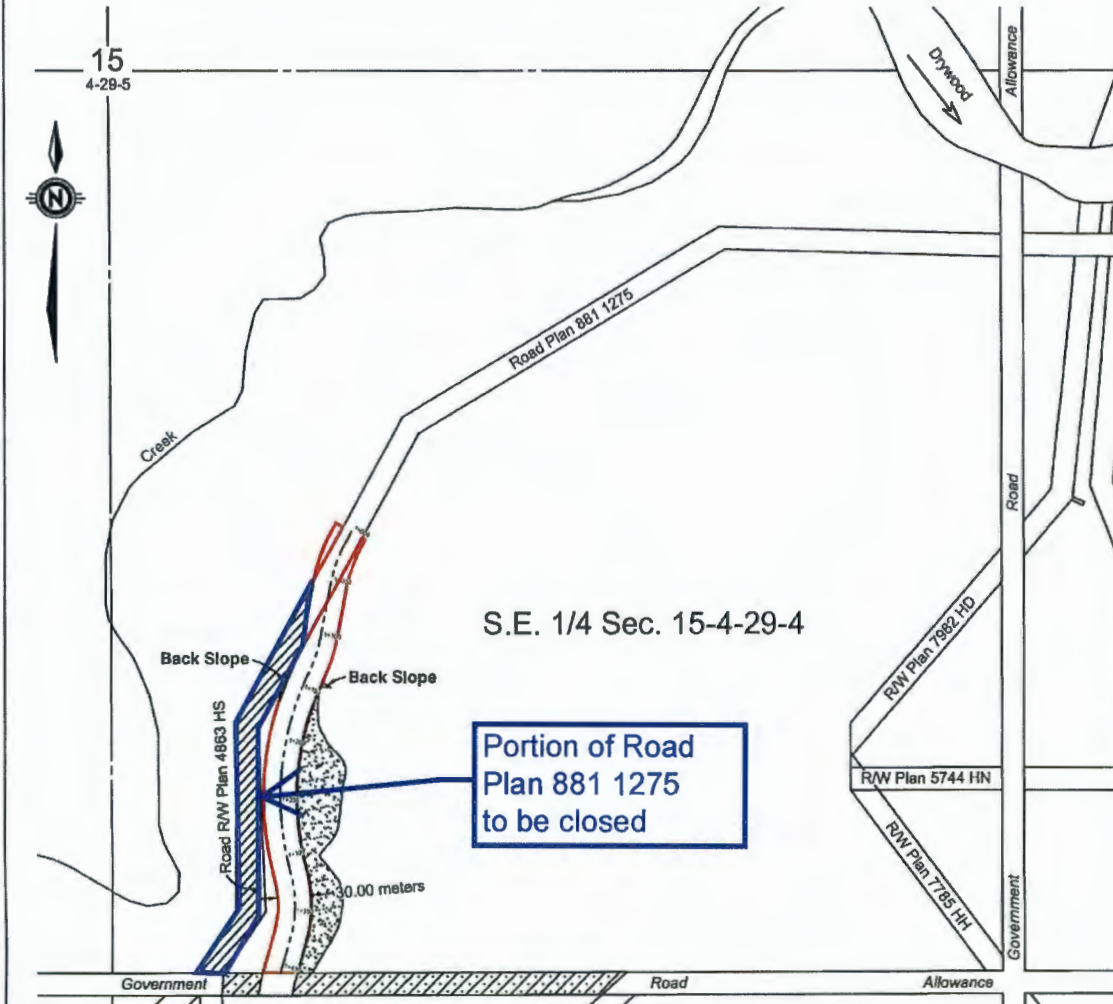 15
4-29-5
N
Drywood
Allowance
Road Plan 881 1275
Creek
Road
S.E. 1/4 Sec. 15-4-29-4
R/W Plan 7982 HD
Back Slope
Back Slope
Road R/W Plan 4863 HS
Portion of Road
Plan 881 1275
to be closed
R/W Plan 5744 HN
R/W Plan 7785 HH
30.00 meters
Government
Government
Road
Allowance